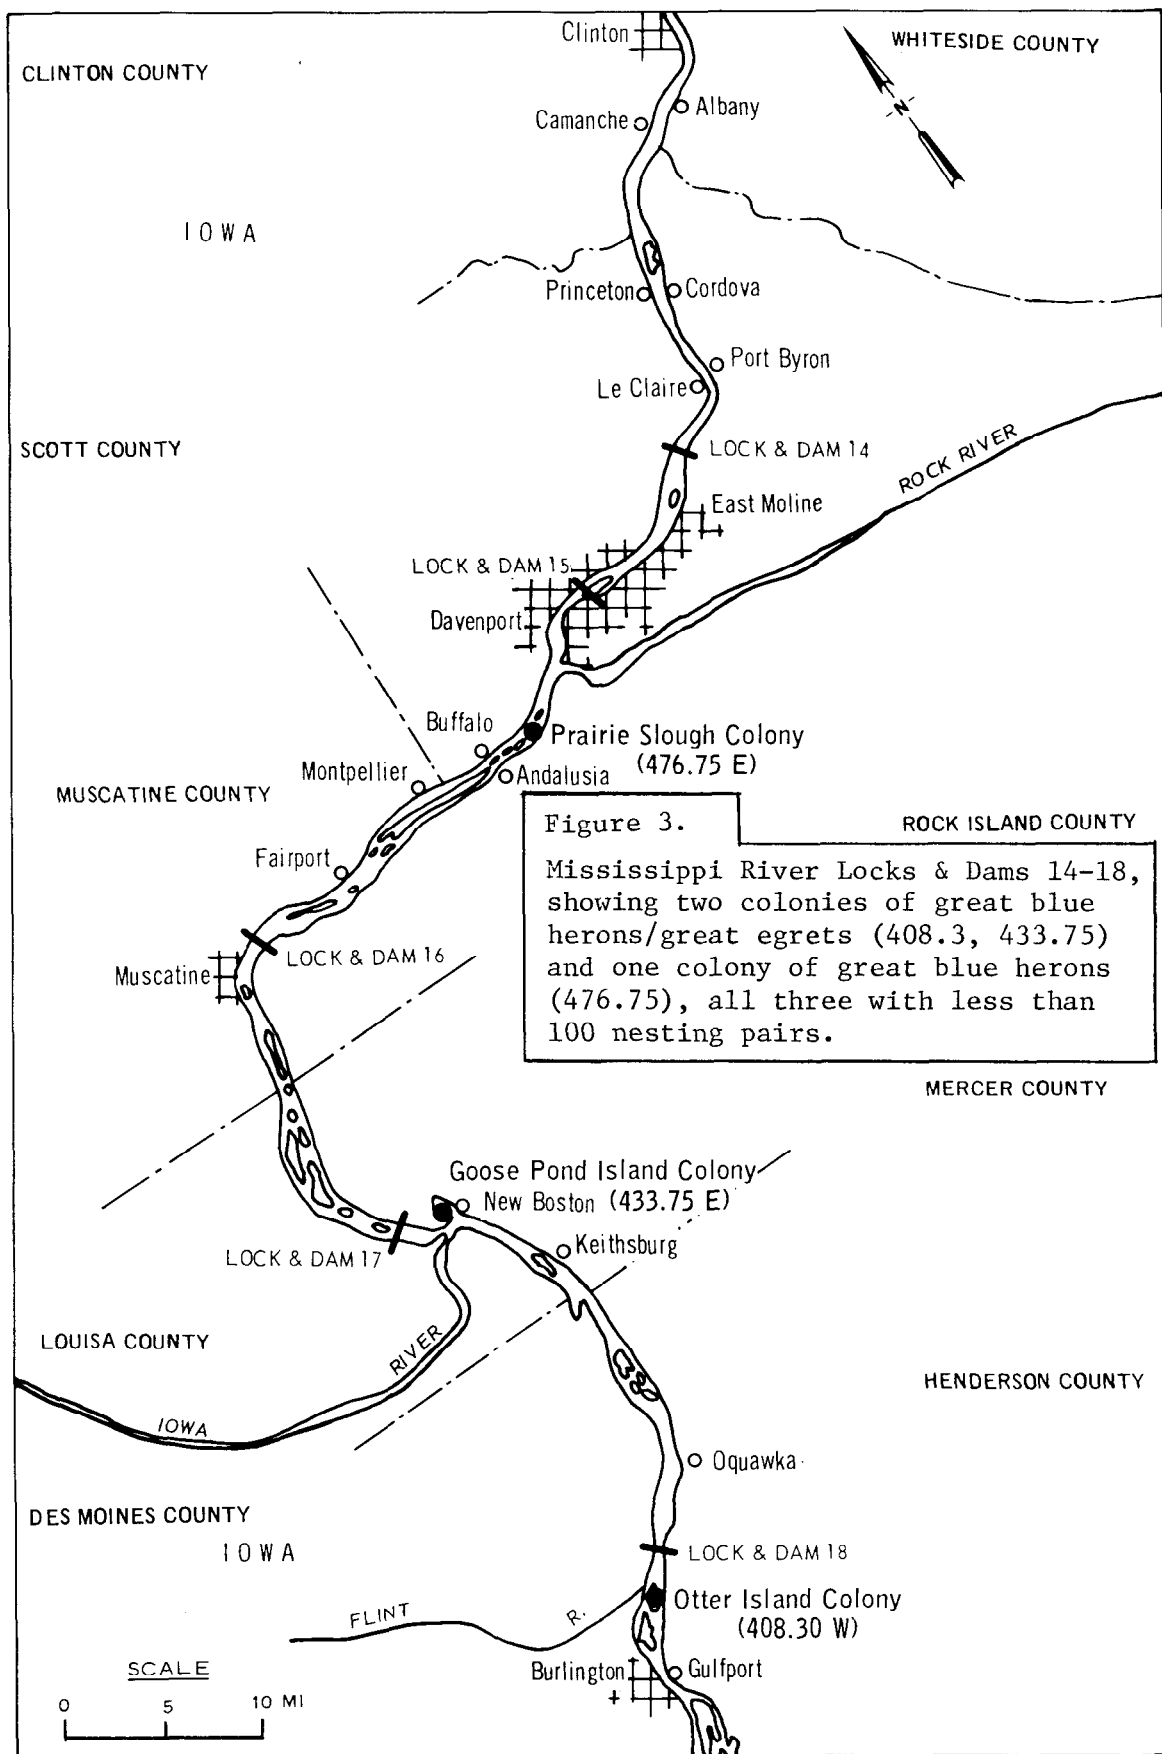 Clinton
WHITESIDE COUNTY
CLINTON COUNTY
N
Albany
Camanche
IOWA
Princeton
Cordova
Port Byron
Le Claire
SCOTT COUNTY
LOCK & DAM 14
ROCK RIVER
East Moline
LOCK & DAM 15
Davenport
Buffalo
Prairie Slough Colony
(476.75 E)
Montpellier
Andalusia
MUSCATINE COUNTY
Figure 3.
ROCK ISLAND COUNTY
Mississippi River Locks & Dams 14-18,
showing two colonies of great blue
herons/great egrets (408.3, 433.75)
and one colony of great blue herons
(476.75), all three with less than
100 nesting pairs.
Fairport
LOCK & DAM 16
Muscatine
MERCER COUNTY
Goose Pond Island Colony
New Boston (433.75 E)
Keithsburg
LOCK & DAM 17
LOUISA COUNTY
IOWA RIVER
HENDERSON COUNTY
Oquawka
DES MOINES COUNTY
IOWA
LOCK & DAM 18
Otter Island Colony
(408.30 W)
FLINT R.
Burlington
Gulfport
SCALE
0 5 10 MI